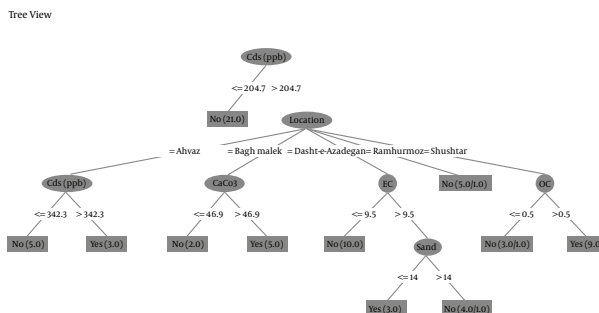 Tree View
Cds (ppb)
<=204.7 >204.7
No (21.0)
Location
= Ahvaz = Bagh malek = Dasht-e-Azadegan= Ramhurmoz= Shushtar
Cds (ppb) CaCo3 EC No (5.0/1.0) OC
<=342.3 >342.3 <=46.9 >46.9 <=9.5 >9.5 <=0.5 >0.5
No (5.0) Yes (3.0) No (2.0) Yes (5.0) No (10.0) Sand No (3.0/1.0) Yes (9.0
<=14 >14
Yes (3.0) No (4.0/1.0)